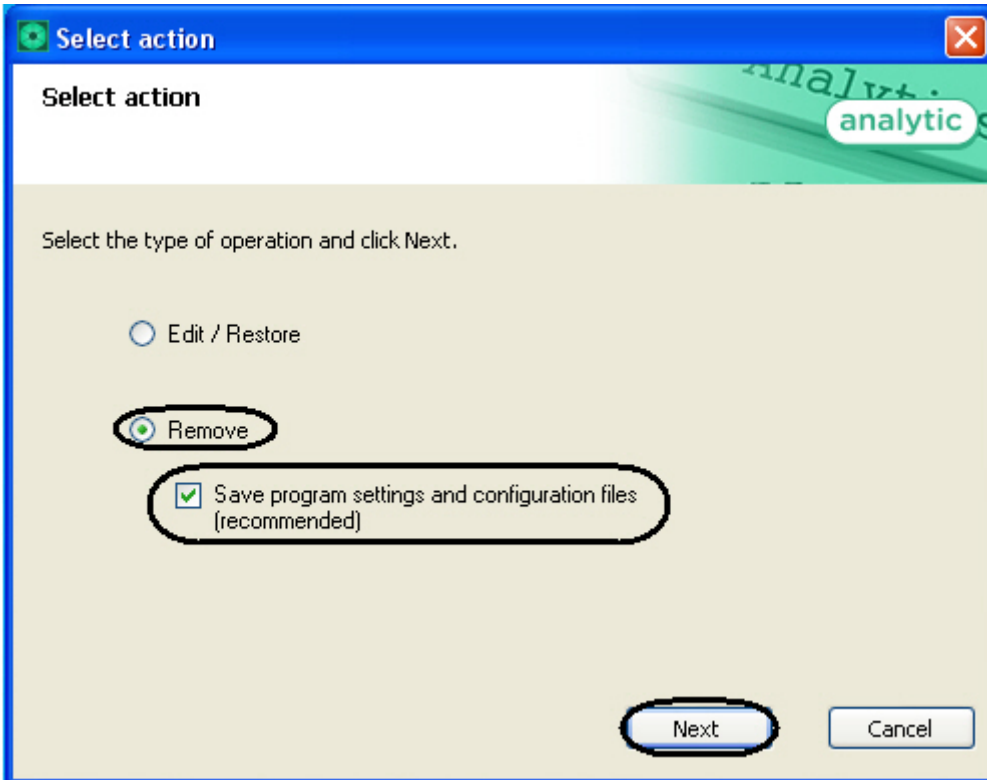 Select action
Select action
Analytics
analytic
Select the type of operation and click Next.
Edit / Restore
Remove
Save program settings and configuration files
(recommended)
Next
Cancel